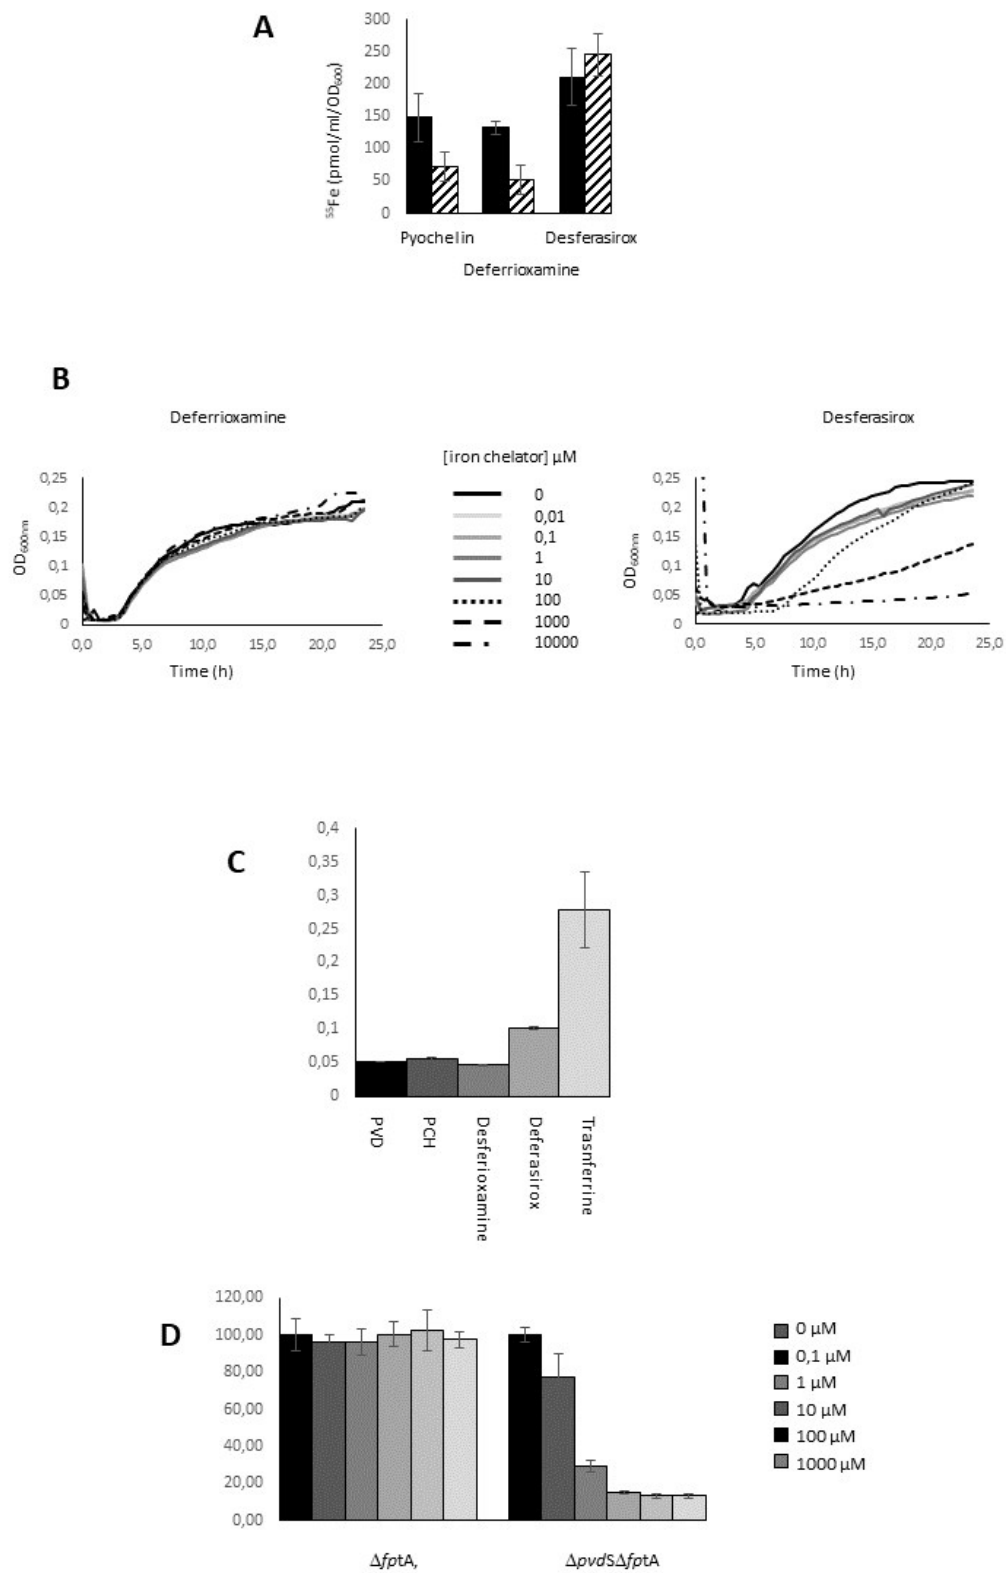 A
300
250
200
150
100
50
0
⁵⁵Fe (pmol/ml/OD₆₀₀)
Pyochelin
Desferasirox
Deferrioxamine
B
Deferrioxamine
Desferasirox
[iron chelator] µM
0
0,01
0,1
1
10
100
1000
10000
0,25
0,2
0,15
0,1
0,05
0
OD₆₀₀ₙₘ
0,0 5,0 10,0 15,0 20,0 25,0
Time (h)
0,25
0,2
0,15
0,1
0,05
0
OD₆₀₀ₙₘ
0,0 5,0 10,0 15,0 20,0 25,0
Time (h)
C
0,4
0,35
0,3
0,25
0,2
0,15
0,1
0,05
0
PVD
PCH
Desferioxamine
Deferasirox
Trasnferrine
D
120,00
100,00
80,00
60,00
40,00
20,00
0,00
ΔfptA,
ΔpvdSΔfptA
0 µM
0,1 µM
1 µM
10 µM
100 µM
1000 µM